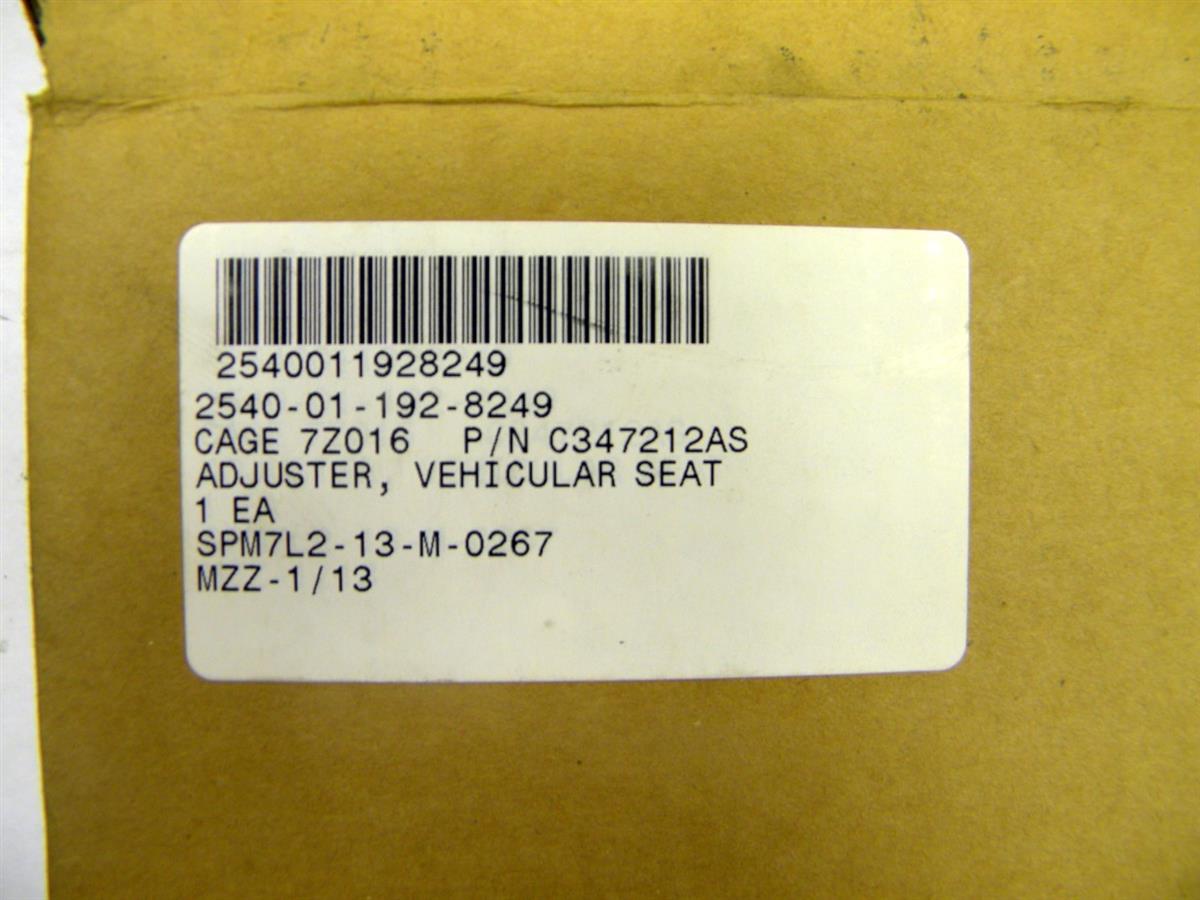 2540011928249
2540-01-192-8249
CAGE 7Z016 P/N C347212AS
ADJUSTER, VEHICULAR SEAT
1 EA
SPM7L2-13-M-0267
MZZ-1/13